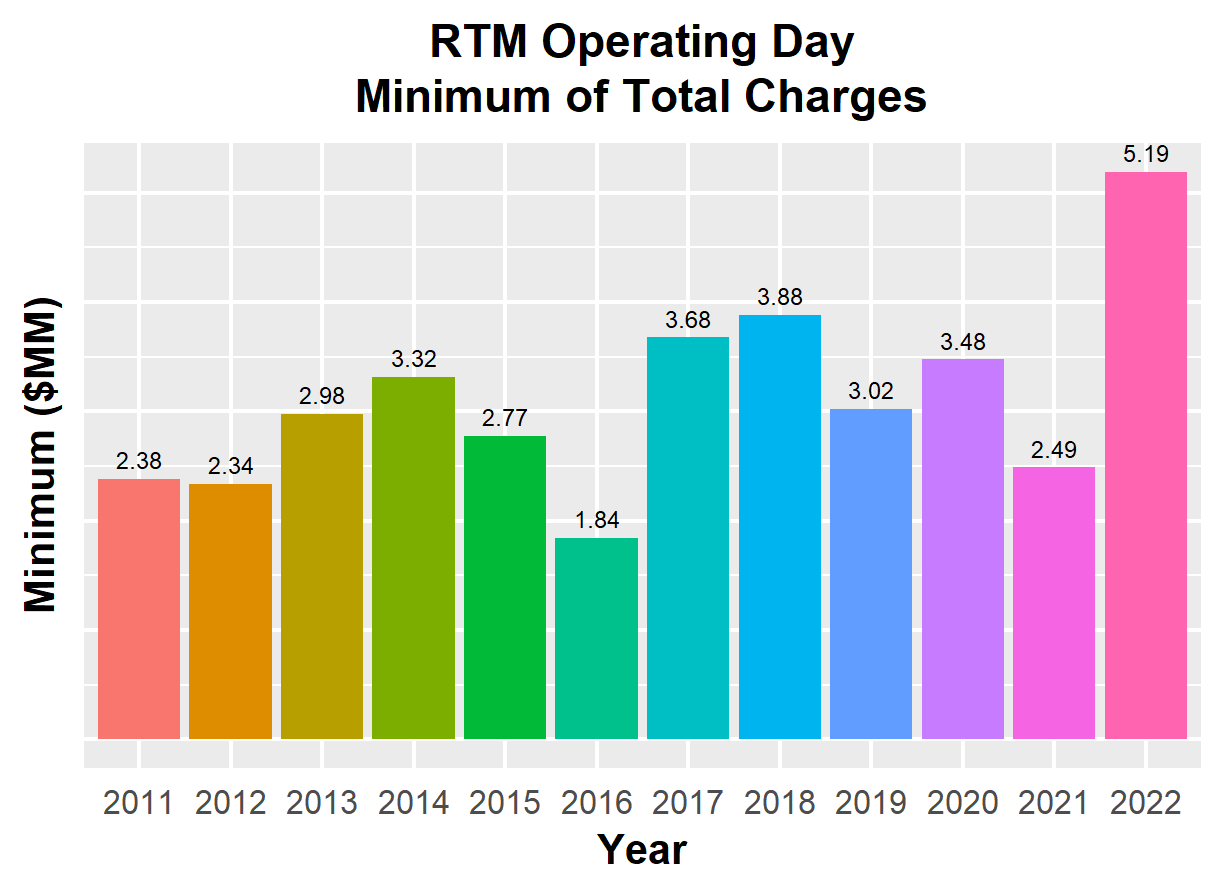 RTM Operating Day
Minimum of Total Charges
Minimum ($MM)
2.38
2.34
2.98
3.32
2.77
1.84
3.68
3.88
3.02
3.48
2.49
5.19
2011 2012 2013 2014 2015 2016 2017 2018 2019 2020 2021 2022
Year